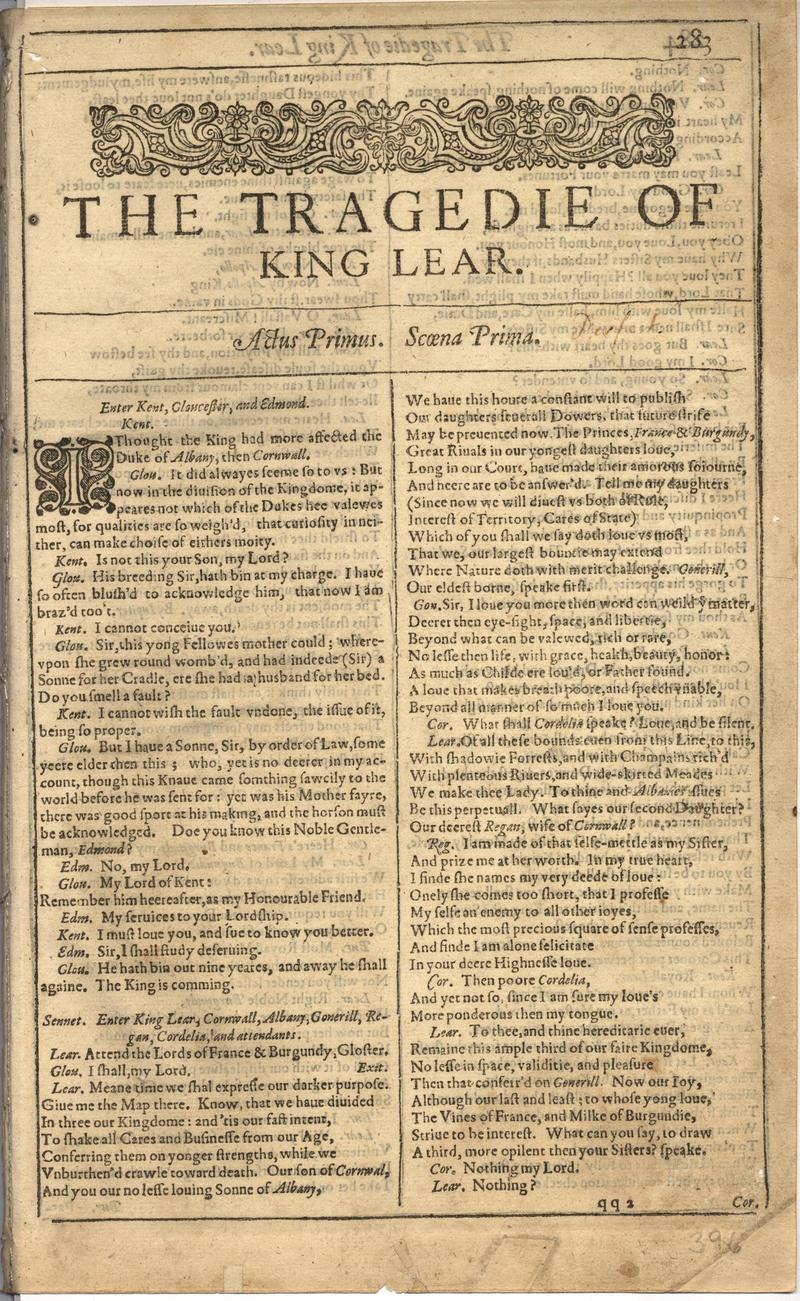 283
THE TRAGEDIE OF
KING LEAR.
Actus Primus. Scœna Prima.
Enter Kent, Gloucester, and Edmond.
Kent.
I Thought the King had more affected the
Duke of Albany, then Cornwall.
Glou. It did alwayes seeme so to vs : But
now in the diuision of the Kingdome, it ap-
peares not which of the Dukes hee valewes
most, for qualities are so weigh'd, that curiosity in nei-
ther, can make choise of eithers moity.
Kent. Is not this your Son, my Lord ?
Glou. His breeding Sir, hath bin at my charge. I haue
so often blush'd to acknowledge him, that now I am
braz'd too't.
Kent. I cannot conceiue you.
Glou. Sir, this yong Fellowes mother could ; where-
vpon she grew round womb'd, and had indeede (Sir) a
Sonne for her Cradle, ere she had a husband for her bed.
Do you smell a fault ?
Kent. I cannot wish the fault vndone, the issue of it,
being so proper.
Glou. But I haue a Sonne, Sir, by order of Law, some
yeere elder then this ; who, yet is no deerer in my ac-
count, though this Knaue came somthing sawcily to the
world before he was sent for : yet was his Mother fayre,
there was good sport at his making, and the horson must
be acknowledged. Doe you know this Noble Gentle-
man, Edmond ?
Edm. No, my Lord.
Glou. My Lord of Kent :
Remember him heereafter, as my Honourable Friend.
Edm. My seruices to your Lordship.
Kent. I must loue you, and sue to know you better.
Edm. Sir, I shall study deseruing.
Glou. He hath bin out nine yeares, and away he shall
againe. The King is comming.
Sennet. Enter King Lear, Cornwall, Albany, Gonerill, Re-
gan, Cordelia, and attendants.
Lear. Attend the Lords of France & Burgundy, Gloster.
Glou. I shall, my Lord. Exit.
Lear. Meane time we shal expresse our darker purpose.
Giue me the Map there. Know, that we haue diuided
In three our Kingdome : and 'tis our fast intent,
To shake all Cares and Businesse from our Age,
Conferring them on yonger strengths, while we
Vnburthen'd crawle toward death. Our son of Cornwal,
And you our no lesse louing Sonne of Albany,
We haue this houre a constant will to publish
Our daughters seuerall Dowers, that future strife
May be preuented now. The Princes, France & Burgundy,
Great Riuals in our yongest daughters loue,
Long in our Court, haue made their amorous soiourne,
And heere are to be answer'd. Tell me my daughters
(Since now we will diuest vs both of Rule,
Interest of Territory, Cares of State)
Which of you shall we say doth loue vs most,
That we, our largest bountie may extend
Where Nature doth with merit challenge. Gonerill,
Our eldest borne, speake first.
Gon. Sir, I loue you more then word can weild yͤ matter,
Deerer then eye-sight, space, and libertie,
Beyond what can be valewed, rich or rare,
No lesse then life, with grace, health, beauty, honor :
As much as Childe ere lou'd, or Father found.
A loue that makes breath poore, and speech vnable,
Beyond all manner of so much I loue you.
Cor. What shall Cordelia speake ? Loue, and be silent.
Lear. Of all these bounds euen from this Line, to this,
With shadowie Forrests, and with Champains rich'd
With plenteous Riuers, and wide-skirted Meades
We make thee Lady. To thine and Albanies issues
Be this perpetuall. What sayes our second Daughter ?
Our deerest Regan, wife of Cornwall ?
Reg. I am made of that selfe-mettle as my Sister,
And prize me at her worth. In my true heart,
I finde she names my very deede of loue :
Onely she comes too short, that I professe
My selfe an enemy to all other ioyes,
Which the most precious square of sense professes,
And finde I am alone felicitate
In your deere Highnesse loue.
Cor. Then poore Cordelia,
And yet not so, since I am sure my loue's
More ponderous then my tongue.
Lear. To thee, and thine hereditarie euer,
Remaine this ample third of our faire Kingdome,
No lesse in space, validitie, and pleasure
Then that conferr'd on Gonerill. Now our Ioy,
Although our last and least ; to whose yong loue,
The Vines of France, and Milke of Burgundie,
Striue to be interest. What can you say, to draw
A third, more opilent then your Sisters ? speake.
Cor. Nothing my Lord.
Lear. Nothing ?
qq 2 Cor.
396